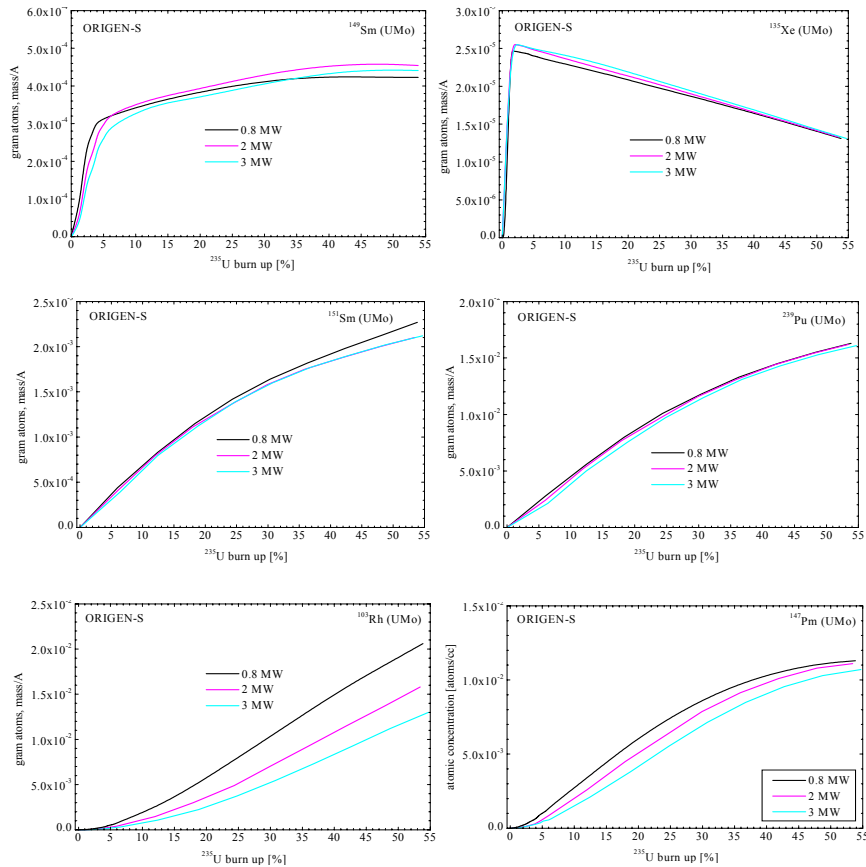 ORIGEN-S
¹⁴⁹Sm (UMo)
gram atoms, mass/A
5.0x10⁻⁴
4.0x10⁻⁴
3.0x10⁻⁴
2.0x10⁻⁴
1.0x10⁻⁴
0.0
0.8 MW
2 MW
3 MW
0 5 10 15 20 25 30 35 40 45 50 55
²³⁵U burn up [%]
ORIGEN-S
¹³⁵Xe (UMo)
gram atoms, mass/A
2.5x10⁻⁵
2.0x10⁻⁵
1.5x10⁻⁵
1.0x10⁻⁵
5.0x10⁻⁶
0.0
0.8 MW
2 MW
3 MW
0 5 10 15 20 25 30 35 40 45 50 55
²³⁵U burn up [%]
ORIGEN-S
¹⁵¹Sm (UMo)
gram atoms, mass/A
2.0x10⁻³
1.5x10⁻³
1.0x10⁻³
5.0x10⁻⁴
0.0
0.8 MW
2 MW
3 MW
0 5 10 15 20 25 30 35 40 45 50 55
²³⁵U burn up [%]
ORIGEN-S
²³⁹Pu (UMo)
gram atoms, mass/A
1.5x10⁻²
1.0x10⁻²
5.0x10⁻³
0.0
0.8 MW
2 MW
3 MW
0 5 10 15 20 25 30 35 40 45 50 55
²³⁵U burn up [%]
ORIGEN-S
¹⁰³Rh (UMo)
gram atoms, mass/A
2.0x10⁻²
1.5x10⁻²
1.0x10⁻²
5.0x10⁻³
0.0
0.8 MW
2 MW
3 MW
0 5 10 15 20 25 30 35 40 45 50 55
²³⁵U burn up [%]
ORIGEN-S
¹⁴⁷Pm (UMo)
atomic concentration [atoms/cc]
1.0x10⁻²
5.0x10⁻³
0.0
0.8 MW
2 MW
3 MW
0 5 10 15 20 25 30 35 40 45 50 55
²³⁵U burn up [%]